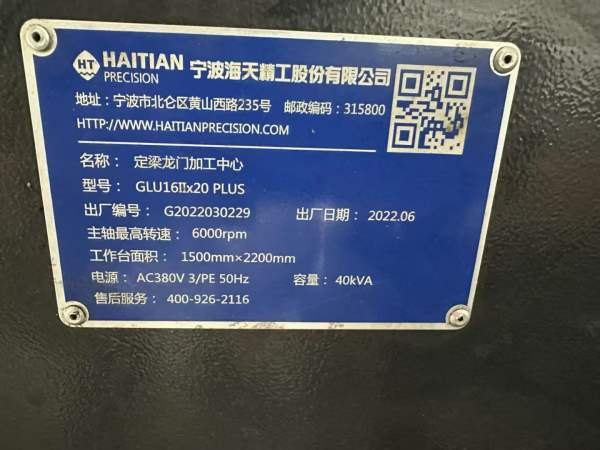 HT HAITIAN PRECISION 宁波海天精工股份有限公司
地址：宁波市北仑区黄山西路235号 邮政编码：315800
HTTP://WWW.HAITIANPRECISION.COM
名称： 定梁龙门加工中心
型号： GLU16Ⅱx20 PLUS
出厂编号： G2022030229 出厂日期： 2022.06
主轴最高转速： 6000rpm
工作台面积： 1500mm×2200mm
电源： AC380V 3/PE 50Hz 容量： 40kVA
售后服务： 400-926-2116